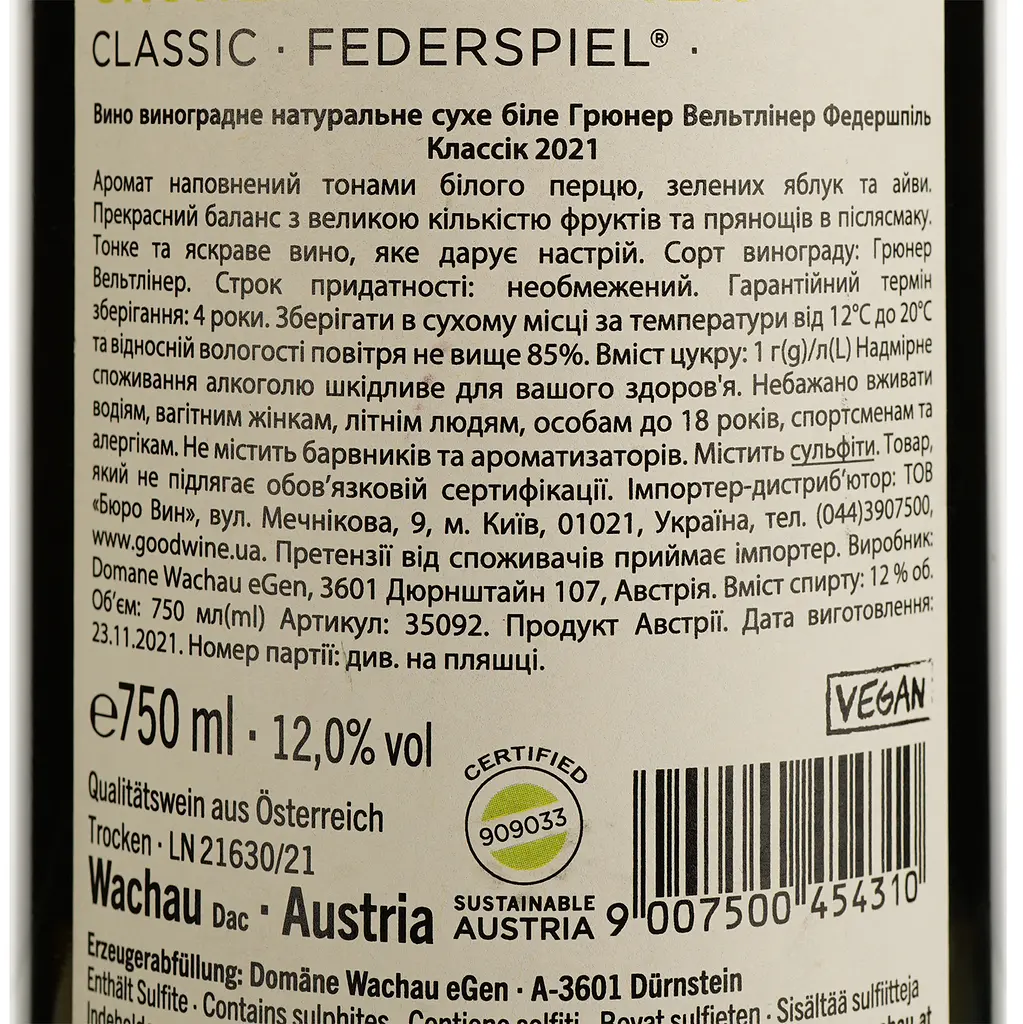 CLASSIC · FEDERSPIEL® ·
Вино виноградне натуральне сухе біле Грюнер Вельтлінер Федершпіль
Классік 2021
Аромат наповнений тонами білого перцю, зелених яблук та айви.
Прекрасний баланс з великою кількістю фруктів та прянощів в післясмаку.
Тонке та яскраве вино, яке дарує настрій. Сорт винограду: Грюнер
Вельтлінер. Строк придатності: необмежений. Гарантійний термін
зберігання: 4 роки. Зберігати в сухому місці за температури від 12°С до 20°С
та відносній вологості повітря не вище 85%. Вміст цукру: 1 г(g)/л(L) Надмірне
споживання алкоголю шкідливе для вашого здоров'я. Небажано вживати
водіям, вагітним жінкам, літнім людям, особам до 18 років, спортсменам та
алергікам. Не містить барвників та ароматизаторів. Містить сульфіти. Товар,
який не підлягає обов’язковій сертифікації. Імпортер-дистриб’ютор: ТОВ
«Бюро Вин», вул. Мечнікова, 9, м. Київ, 01021, Україна, тел. (044)3907500,
www.goodwine.ua. Претензії від споживачів приймає імпортер. Виробник:
Domane Wachau eGen, 3601 Дюрнштайн 107, Австрія. Вміст спирту: 12 % об.
Об’єм: 750 мл(ml) Артикул: 35092. Продукт Австрії. Дата виготовлення:
23.11.2021. Номер партії: див. на пляшці.
VEGAN
℮750 ml · 12,0% vol
CERTIFIED
909033
SUSTAINABLE
AUSTRIA
Qualitätswein aus Österreich
Trocken · LN 21630/21
Wachau Dac · Austria
9 007500 454310
Erzeugerabfüllung: Domäne Wachau eGen · A-3601 Dürnstein
Enthält Sulfite · Contains sulphites · Contiene solfiti · Bevat sulfieten · Sisältää sulfiitteja